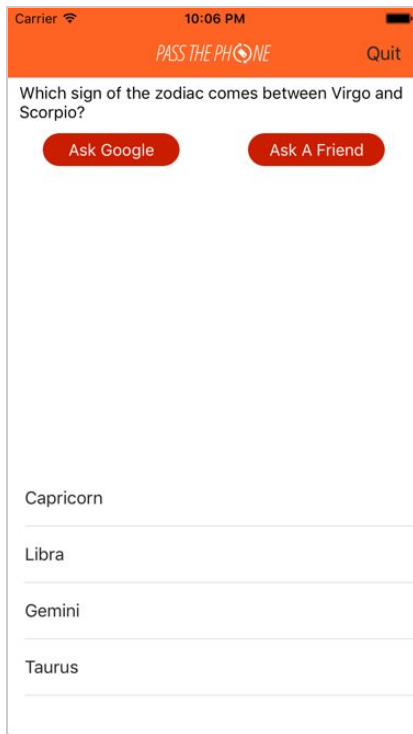 Carrier 10:06 PM
PASS THE PHONE Quit
Which sign of the zodiac comes between Virgo and
Scorpio?
Ask Google Ask A Friend
Capricorn
Libra
Gemini
Taurus